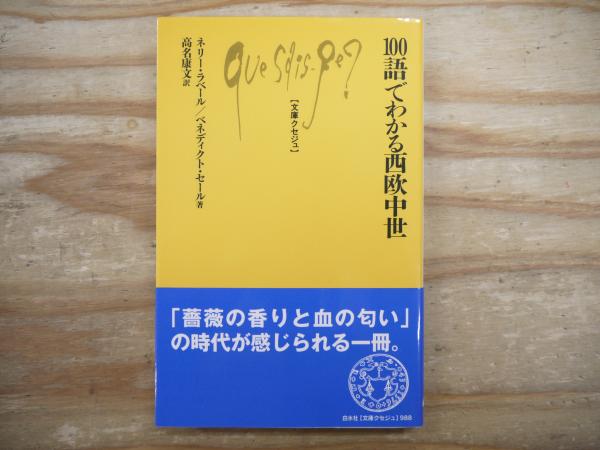 100語でわかる西欧中世
Que sais-je?
[文庫クセジュ]
ネリー・ラベール／ベネディクト・セール著
高名康文訳
「薔薇の香りと血の匂い」
の時代が感じられる一冊。
白水社[文庫クセジュ]988